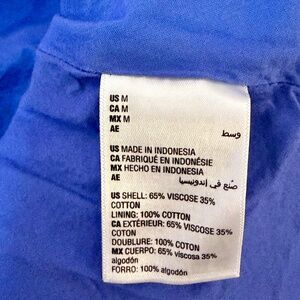 US M
CA M
MX M
AE وسط
US MADE IN INDONESIA
CA FABRIQUÉ EN INDONÉSIE
MX HECHO EN INDONESIA
AE صنع في إندونيسيا
US SHELL: 65% VISCOSE 35%
COTTON
LINING: 100% COTTON
CA EXTÉRIEUR: 65% VISCOSE 35%
COTON
DOUBLURE: 100% COTON
MX CUERPO: 65% viscosa 35%
algodón
FORRO: 100% algodón